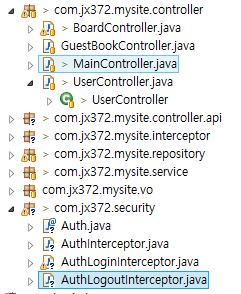 > com.jx372.mysite.controller
> BoardController.java
GuestBookController.java
> MainController.java
> UserController.java
> UserController
> com.jx372.mysite.controller.api
> com.jx372.mysite.interceptor
> com.jx372.mysite.repository
> com.jx372.mysite.service
com.jx372.mysite.vo
> com.jx372.security
Auth.java
AuthInterceptor.java
AuthLoginInterceptor.java
AuthLogoutInterceptor.java